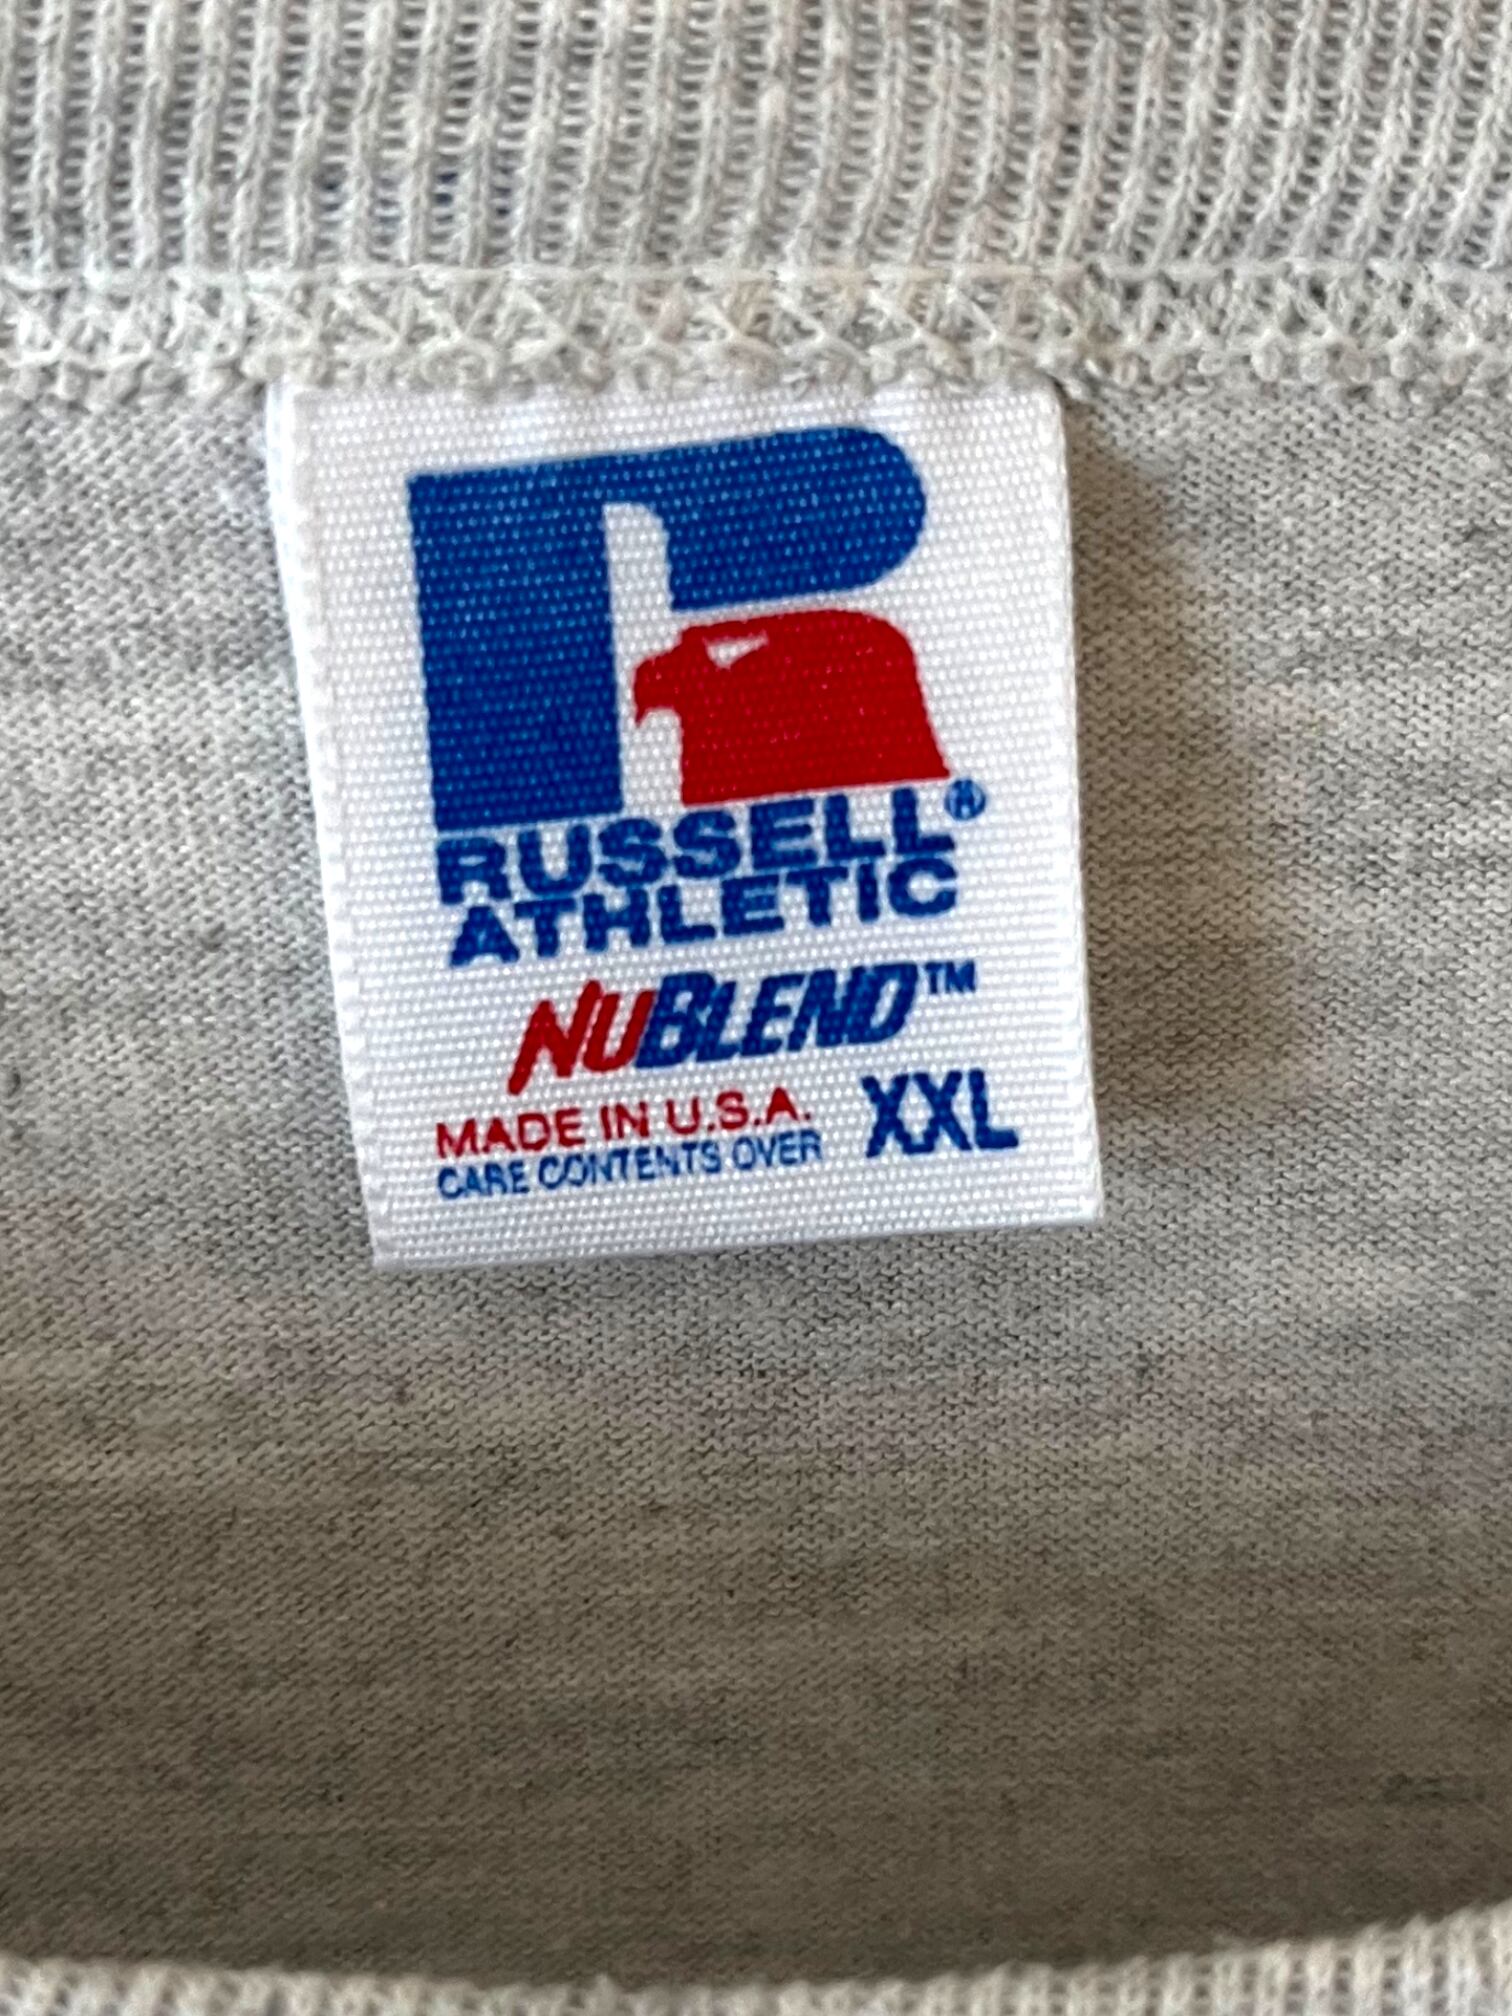 RUSSELL®
ATHLETIC
NUBLEND™
MADE IN U.S.A. XXL
CARE CONTENTS OVER